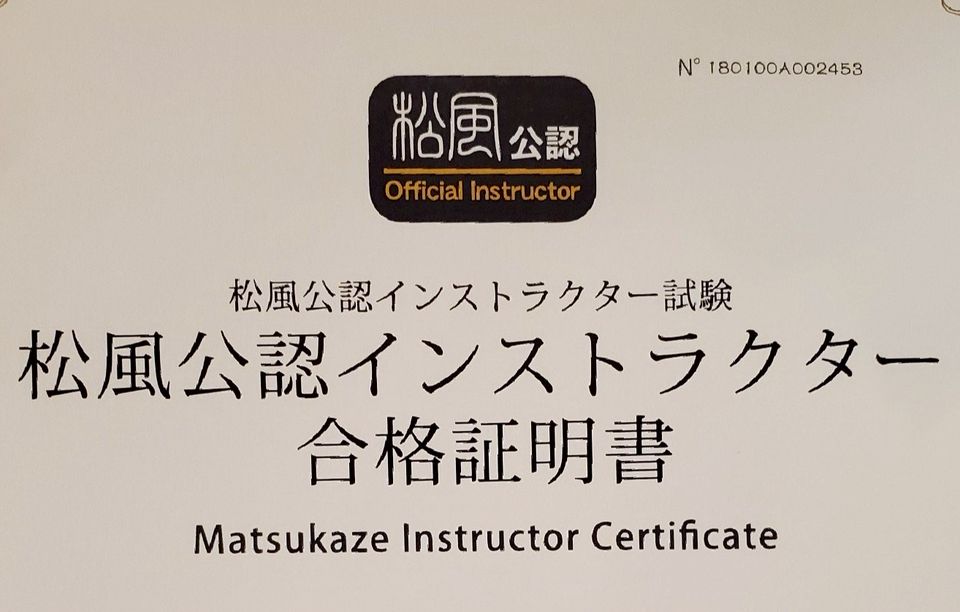 N° 180100A002453
松風公認
Official Instructor
松風公認インストラクター試験
松風公認インストラクター
合格証明書
Matsukaze Instructor Certificate